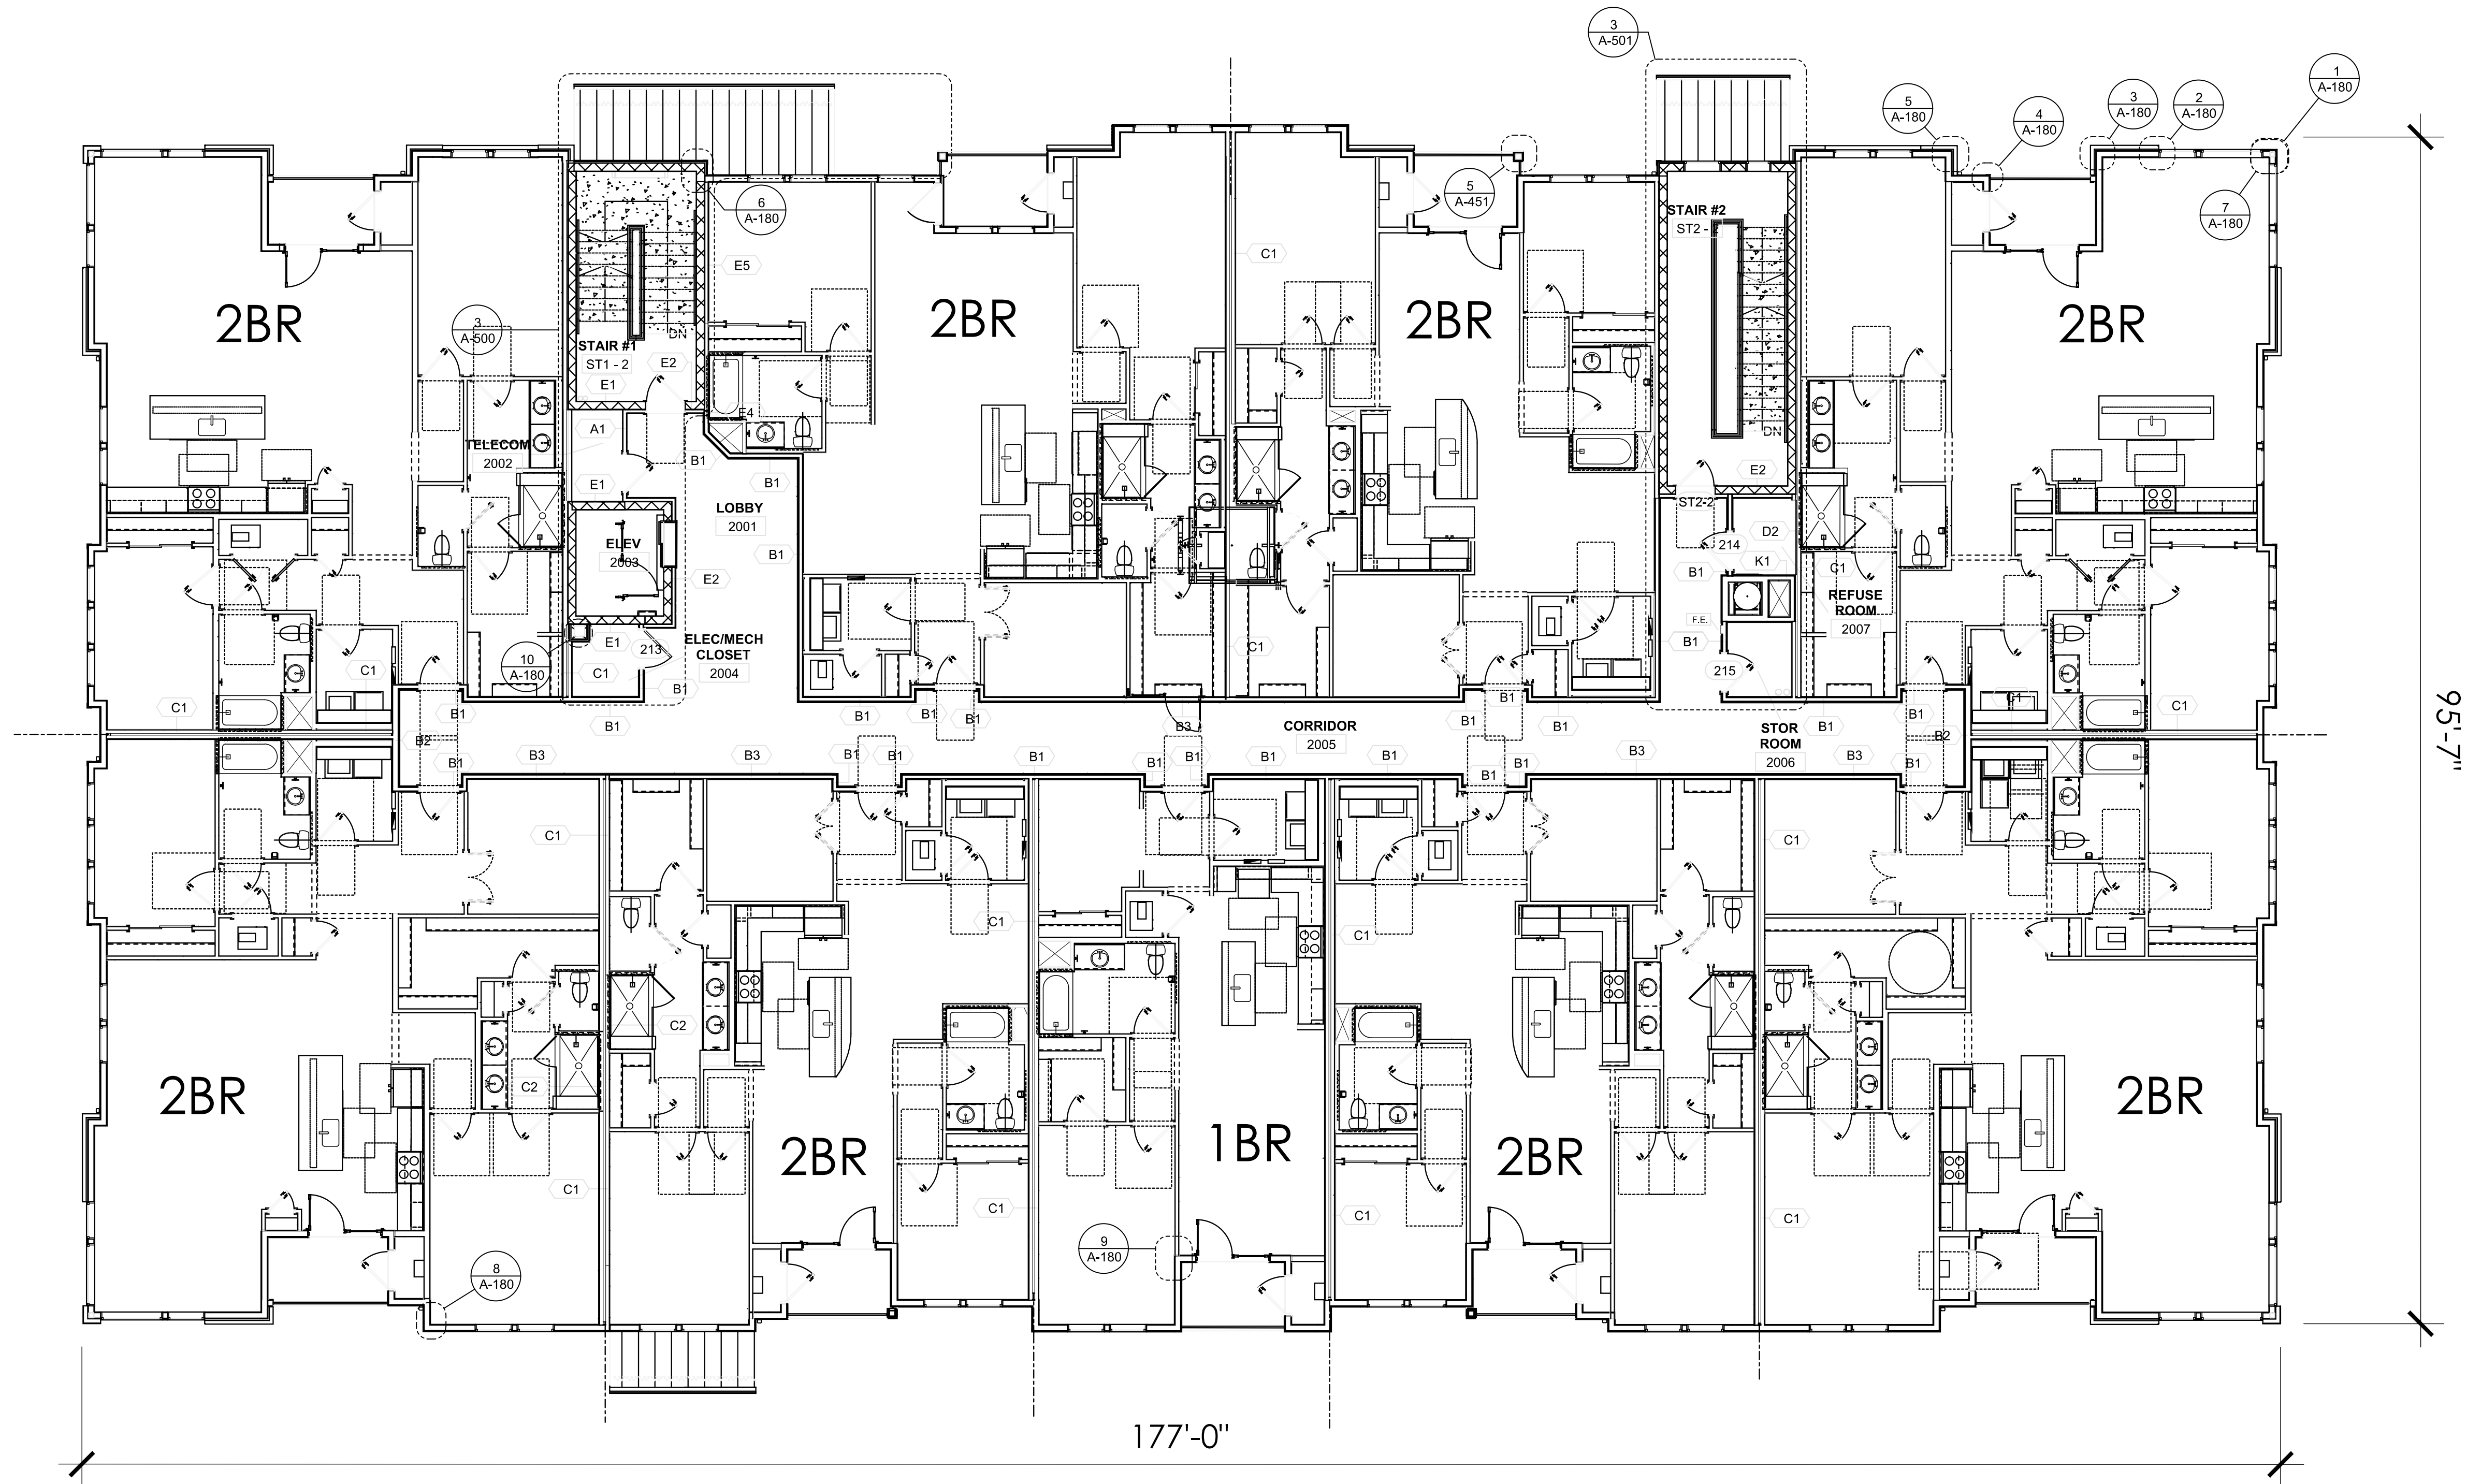 3
A-501
1
A-180
5
A-180
4
A-180
3
A-180
2
A-180
6
A-180
5
A-451
7
A-180
STAIR #2
ST2 -
C1
E5
2BR
2BR
2BR
2BR
3
A-500
DN
STAIR #1
ST1 - 2
E2
E1
E4
A1
DN
TELECOM
2002
B1
B1
E2
E1
LOBBY
2001
ST2-2
D2
214
ELEV
2003
B1
E2
B1
K1
C1
REFUSE
ROOM
2007
F.E.
10
A-180
E1
213
ELEC/MECH
CLOSET
2004
C1
B1
C1
C1
B1
215
C1
C1
C1
B1
B1
B1
B1
B1
B3
CORRIDOR
2005
B1
B1
B1
STOR
ROOM
2006
B1
B1
B2
B2
B1
B3
B3
B1
B1
B1
B1
B1
B1
B1
B1
B1
B3
B3
B1
95'-7"
C1
C1
C1
C1
C2
C2
2BR
2BR
1BR
2BR
2BR
C1
C1
C1
C1
9
A-180
8
A-180
177'-0"